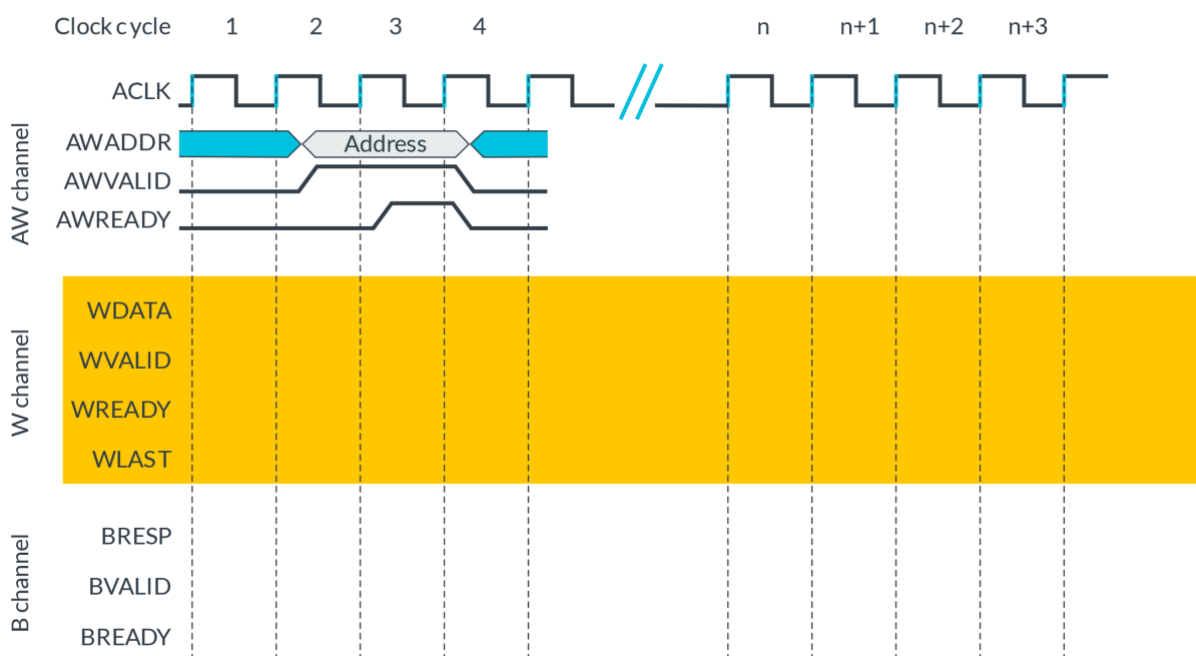 Clock cycle 1 2 3 4 n n+1 n+2 n+3
ACLK
AW channel
AWADDR Address
AWVALID
AWREADY
W channel
WDATA
WVALID
WREADY
WLAST
B channel
BRESP
BVALID
BREADY